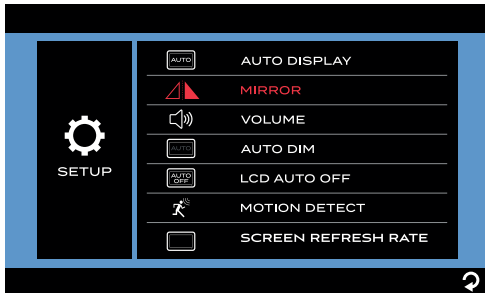 SETUP
AUTO
AUTO DISPLAY
MIRROR
VOLUME
AUTO
AUTO DIM
AUTO
OFF
LCD AUTO OFF
MOTION DETECT
SCREEN REFRESH RATE